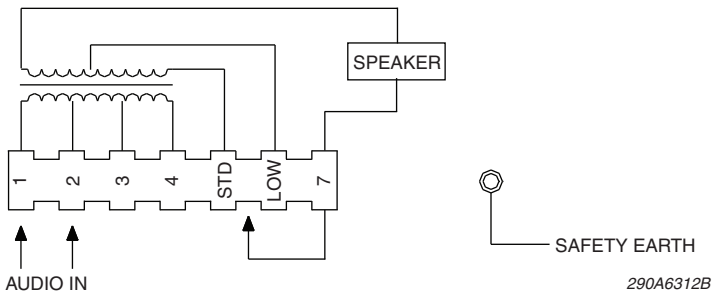 SPEAKER
1 2 3 4 STD LOW 7
SAFETY EARTH
AUDIO IN
290A6312B